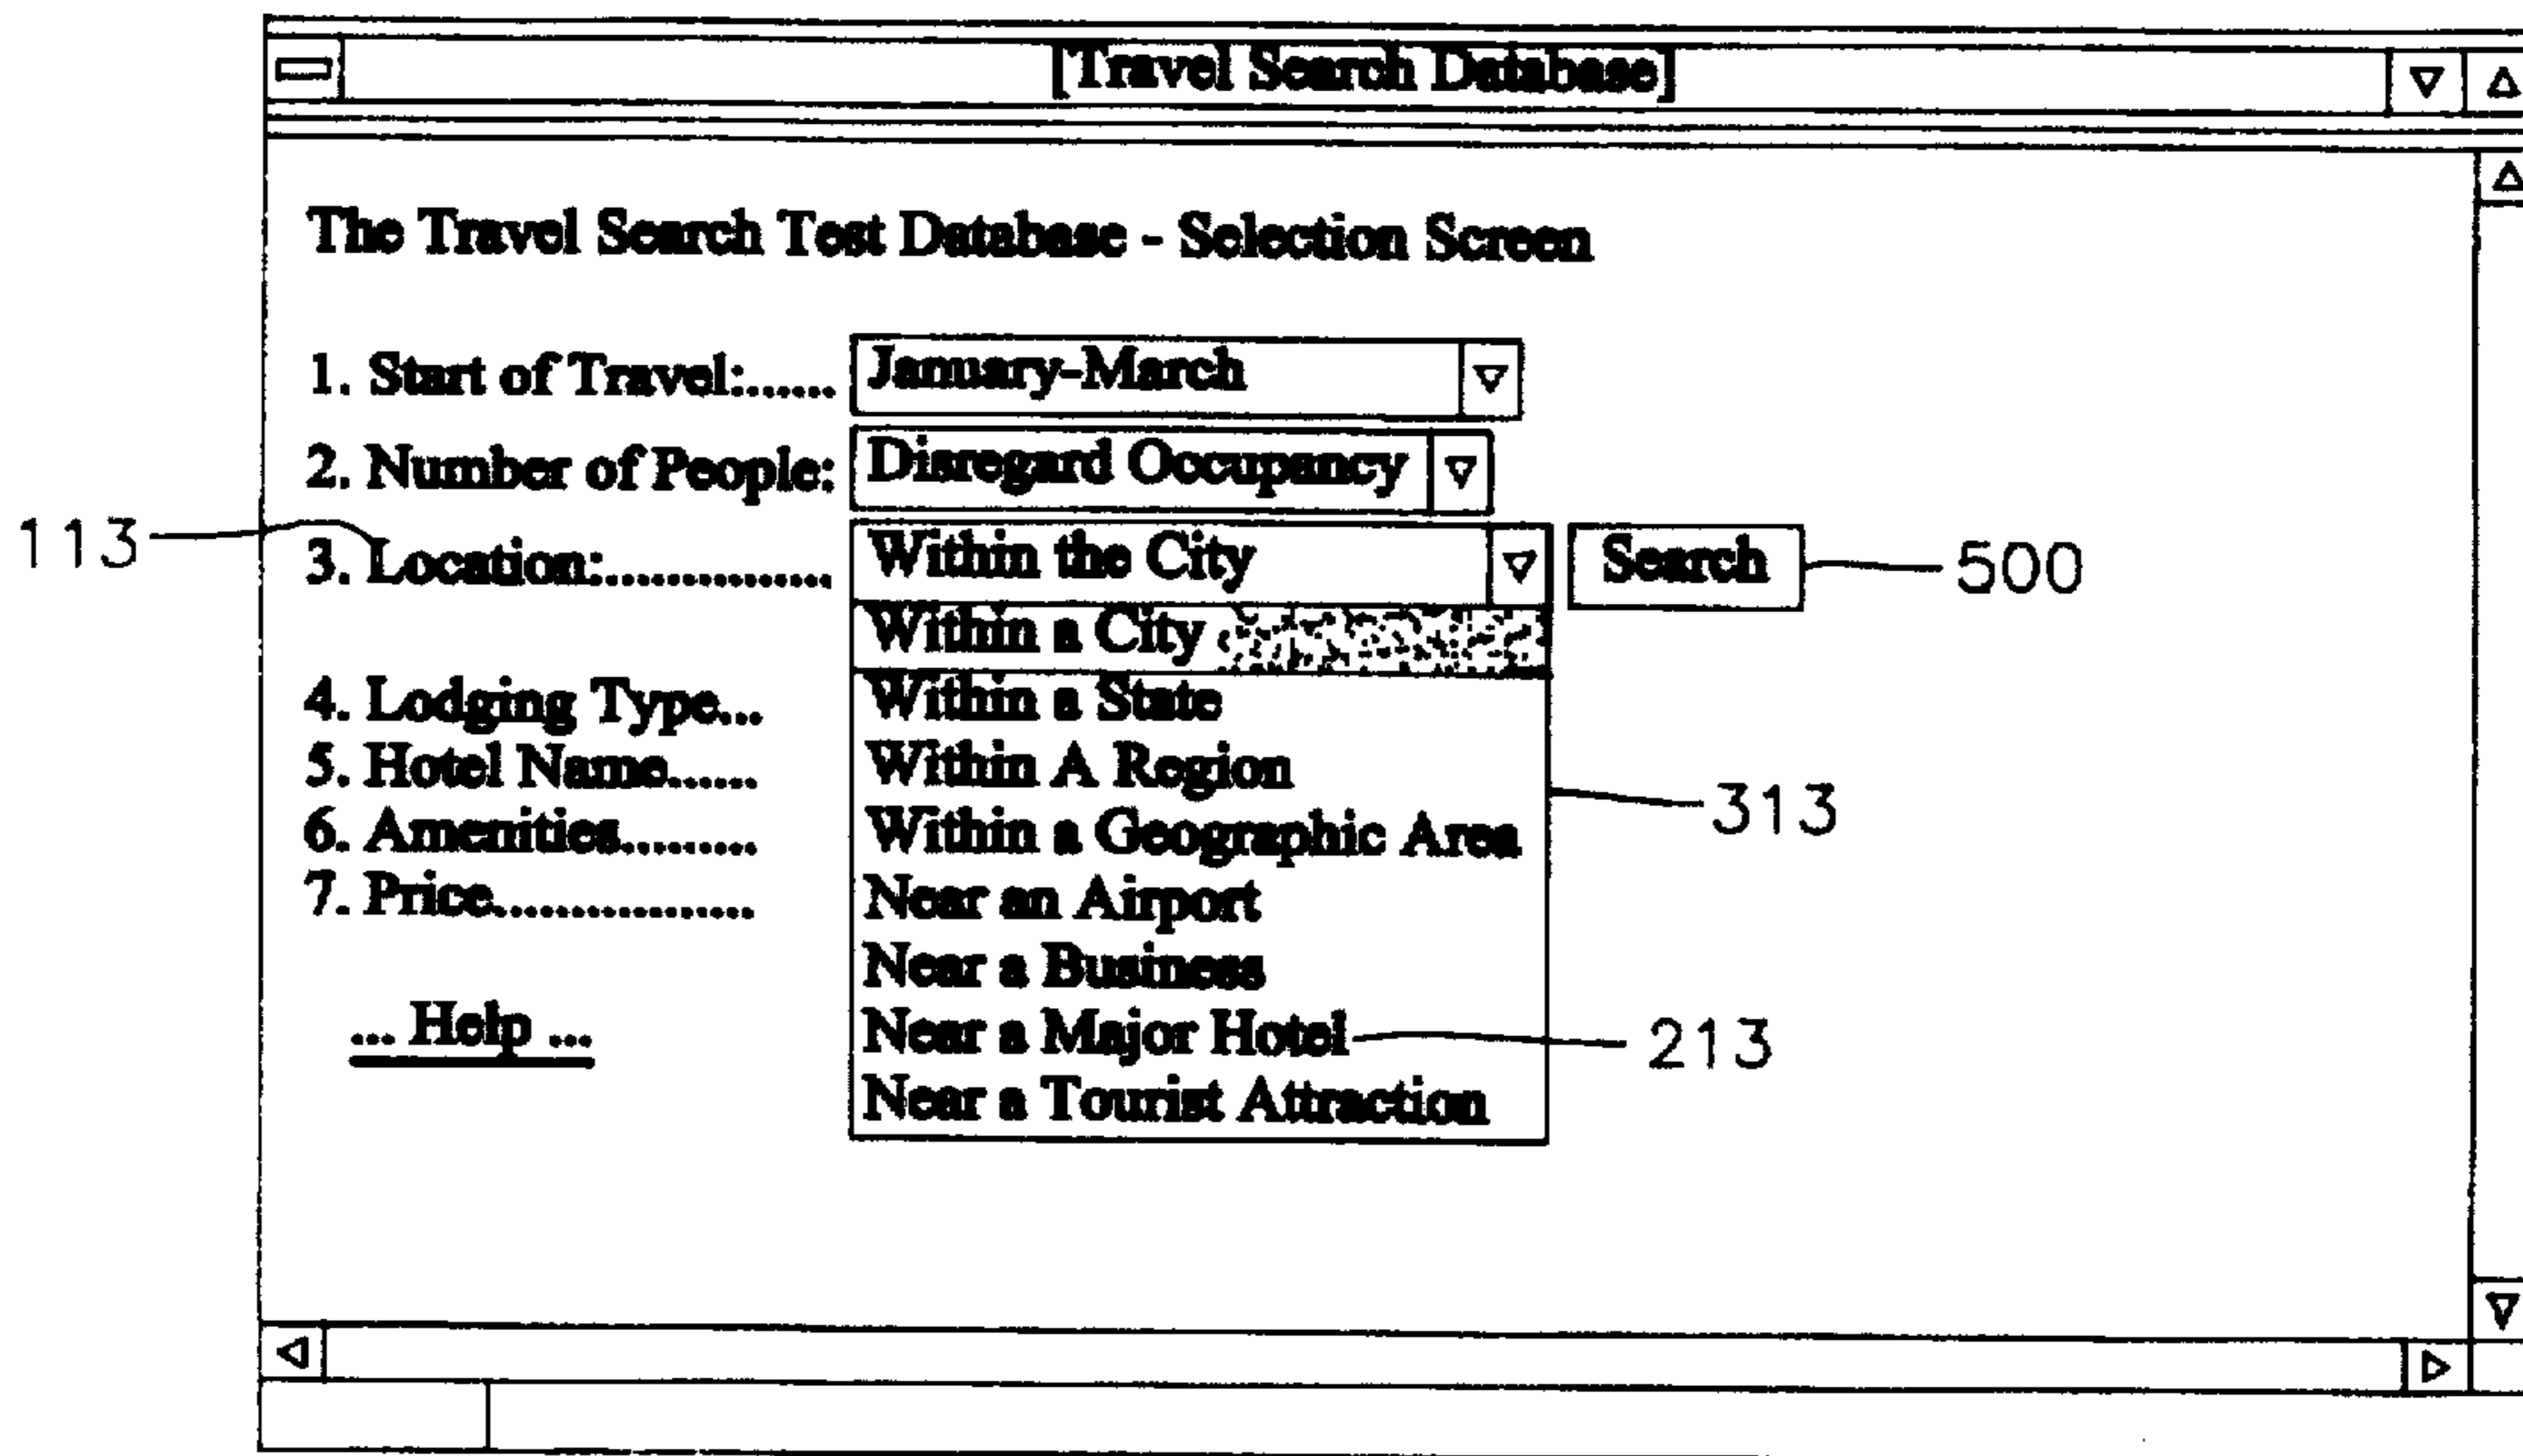 [Travel Search Database]
The Travel Search Test Database - Selection Screen
1. Start of Travel:...... January-March
2. Number of People: Disregard Occupancy
113
3. Location:............... Within the City Search 500
Within a City
4. Lodging Type... Within a State
5. Hotel Name...... Within A Region
313
6. Amenities......... Within a Geographic Area
7. Price................. Near an Airport
Near a Business
... Help ... Near a Major Hotel 213
Near a Tourist Attraction